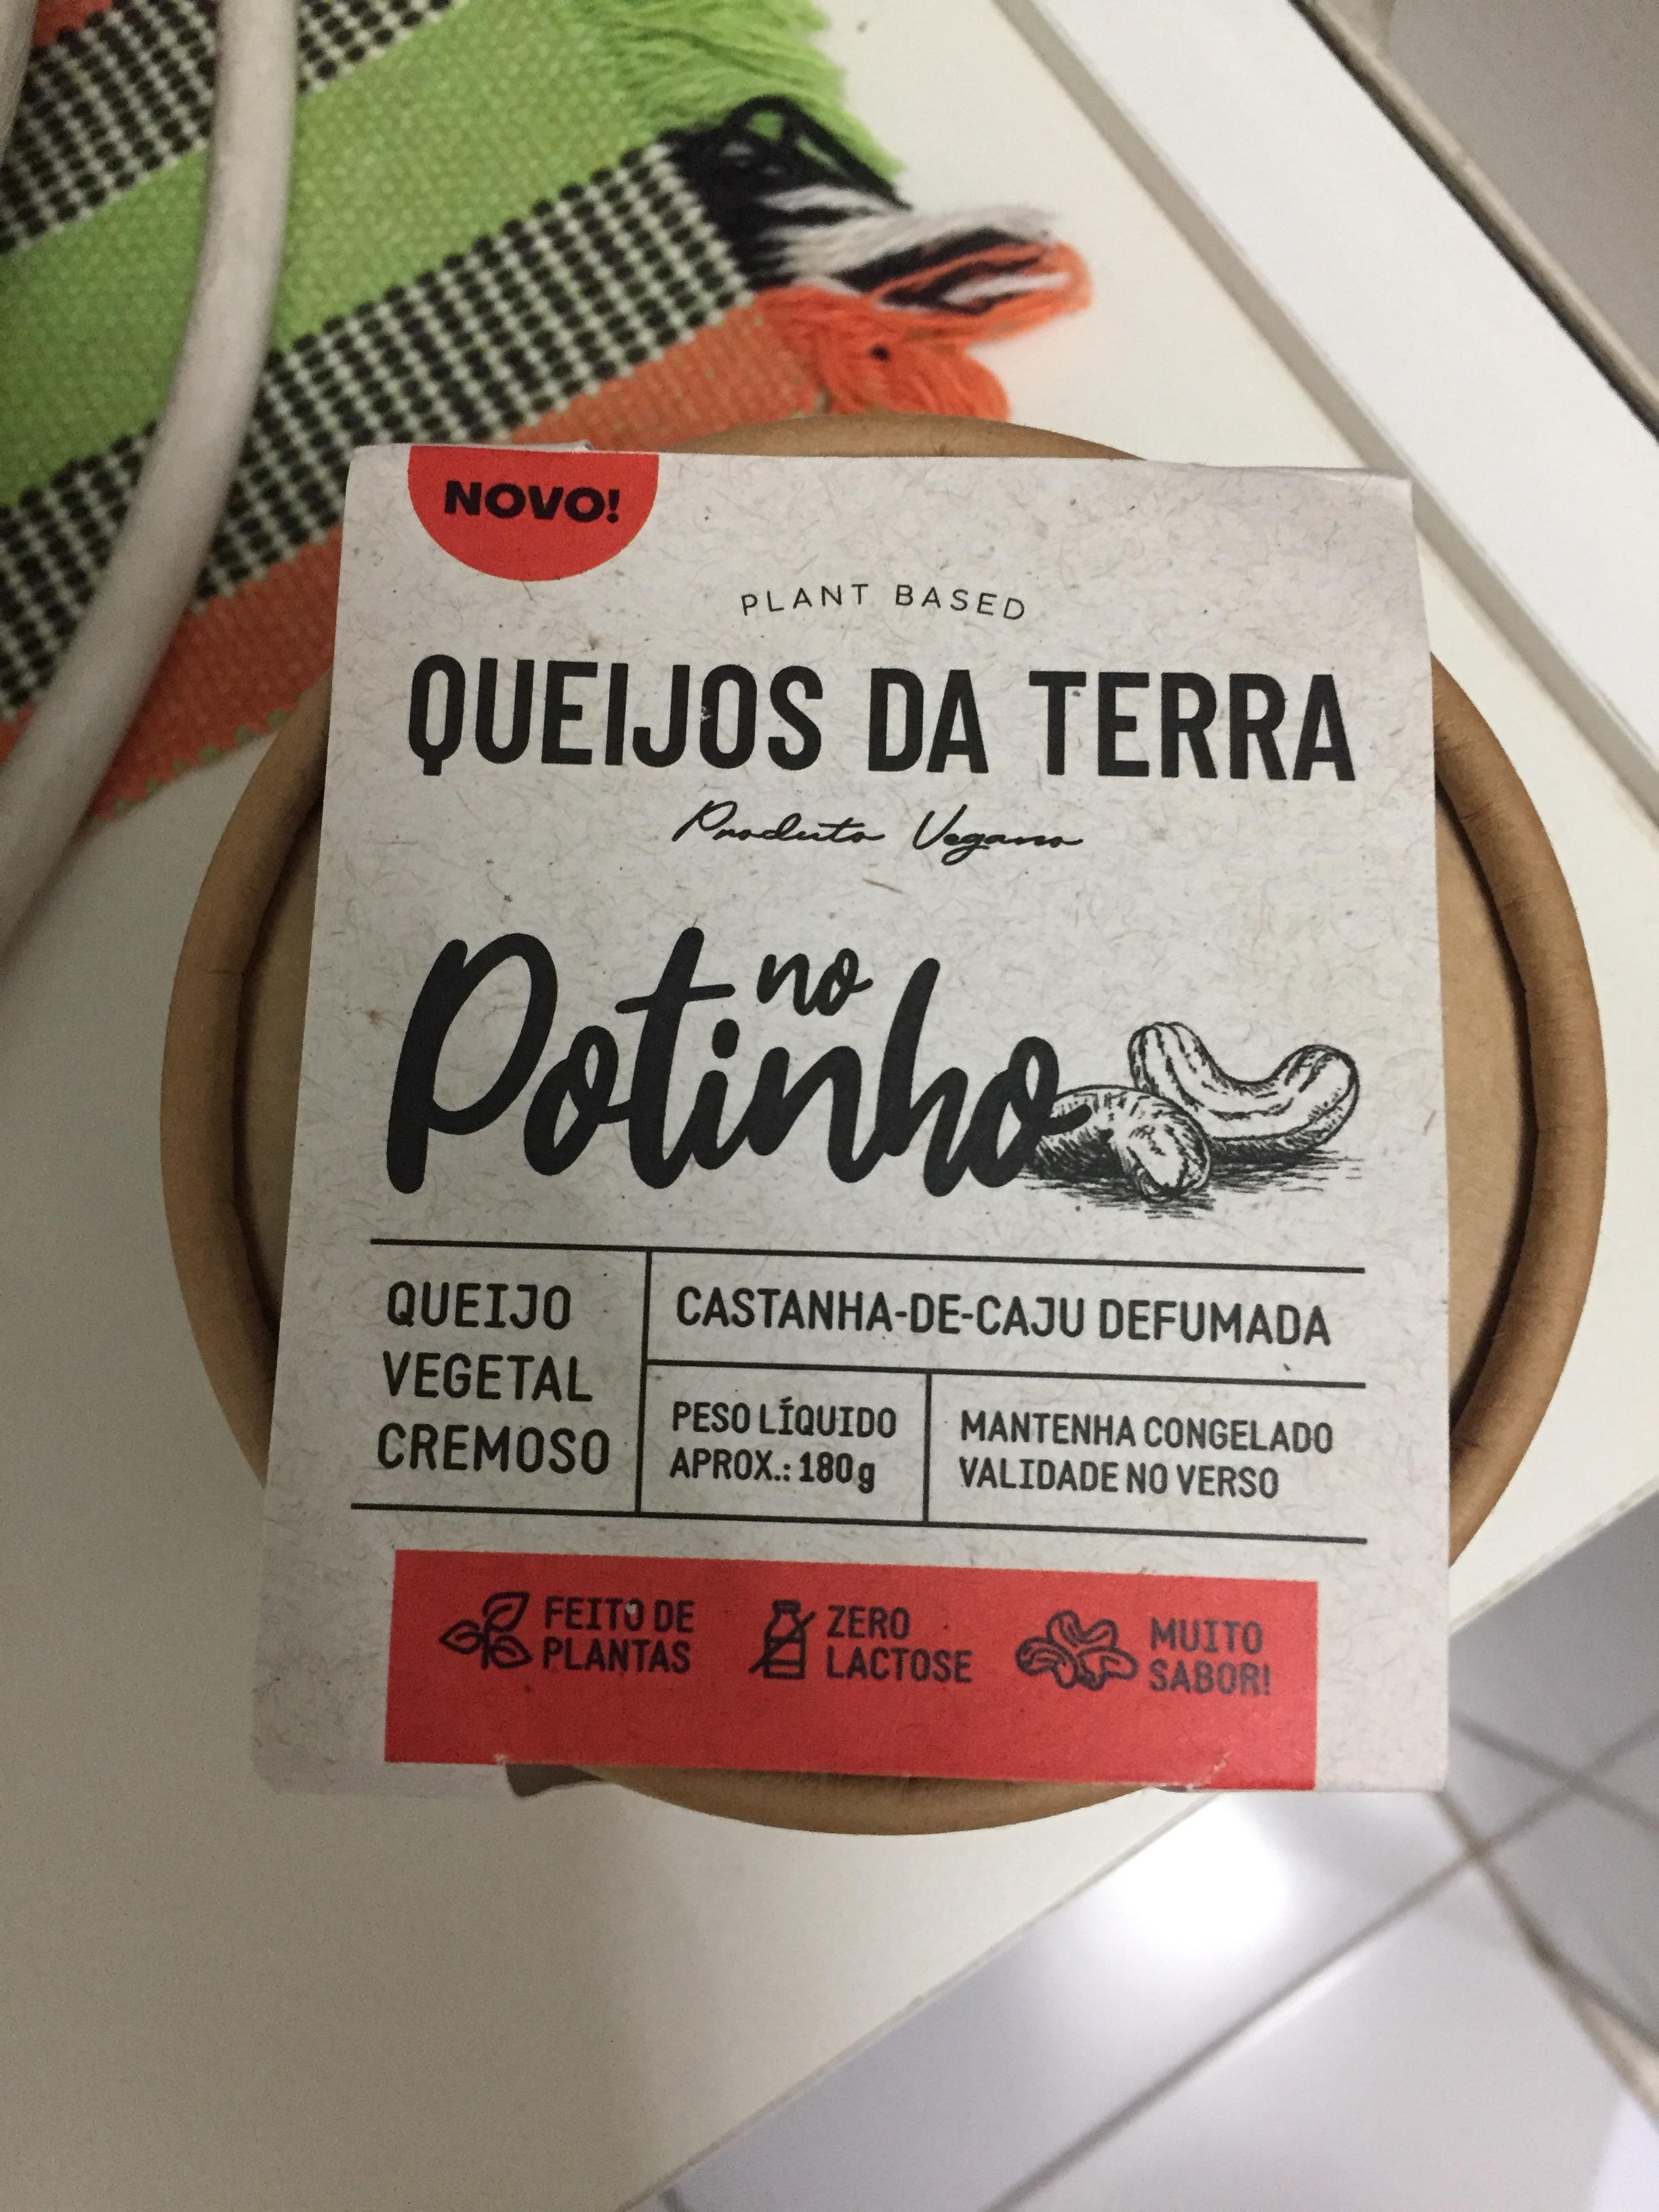 NOVO!
PLANT BASED
QUEIJOS DA TERRA
Produto Vegano
no
Potinho
QUEIJO
VEGETAL
CREMOSO
CASTANHA-DE-CAJU DEFUMADA
PESO LÍQUIDO
APROX.: 180g
MANTENHA CONGELADO
VALIDADE NO VERSO
FEITO DE
PLANTAS
ZERO
LACTOSE
MUITO
SABOR!